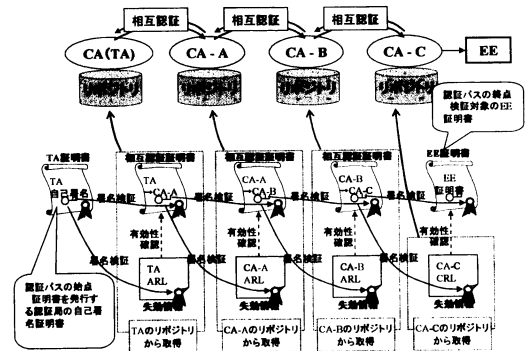 相互認証
相互認証
相互認証
CA(TA)
CA-A
CA-B
CA-C
EE
リポジトリ
リポジトリ
リポジトリ
リポジトリ
認証パスの終点
検証対象のEE
証明書
TA証明書
相互認証証明書
相互認証証明書
相互認証証明書
EE証明書
TA
自己署名
TA
→CA-A
CA-A
→CA-B
CA-B
→CA-C
EE
証明書
署名検証
署名検証
署名検証
署名検証
有効性
確認
有効性
確認
有効性
確認
有効性
確認
署名検証
署名検証
署名検証
署名検証
TA
ARL
CA-A
ARL
CA-B
ARL
CA-C
CRL
失効情報
失効情報
失効情報
失効情報
認証パスの始点
証明書を発行す
る認証局の自己署
名証明書
TAのリポジトリ
から取得
CA-Aのリポジトリ
から取得
CA-Bのリポジトリ
から取得
CA-Cのリポジトリ
から取得